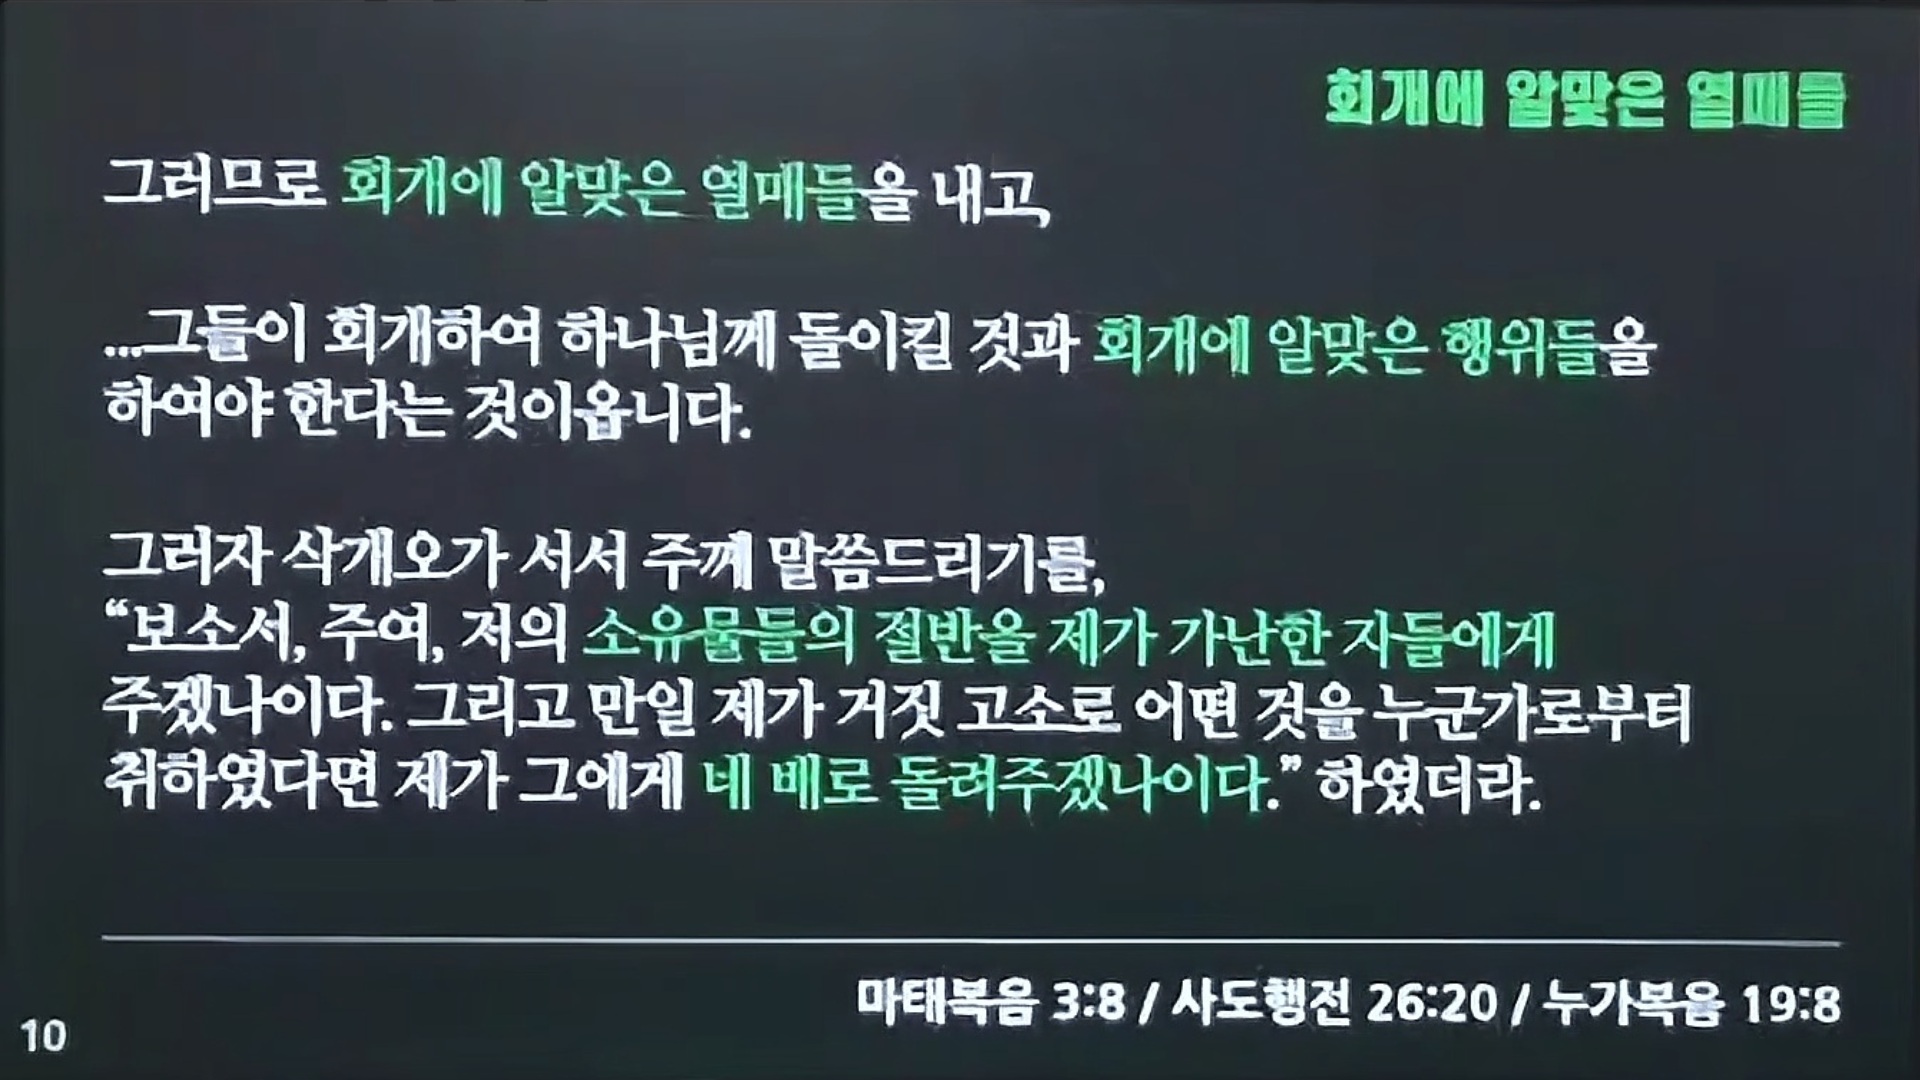 회개에 알맞은 열매들
그러므로 회개에 알맞은 열매들을 내고,
...그들이 회개하여 하나님께 돌이킬 것과 회개에 알맞은 행위들을
하여야 한다는 것이옵니다.
그러자 삭개오가 서서 주께 말씀드리기를,
“보소서, 주여, 저의 소유물들의 절반을 제가 가난한 자들에게
주겠나이다. 그리고 만일 제가 거짓 고소로 어떤 것을 누군가로부터
취하였다면 제가 그에게 네 배로 돌려주겠나이다.” 하였더라.
마태복음 3:8 / 사도행전 26:20 / 누가복음 19:8
10